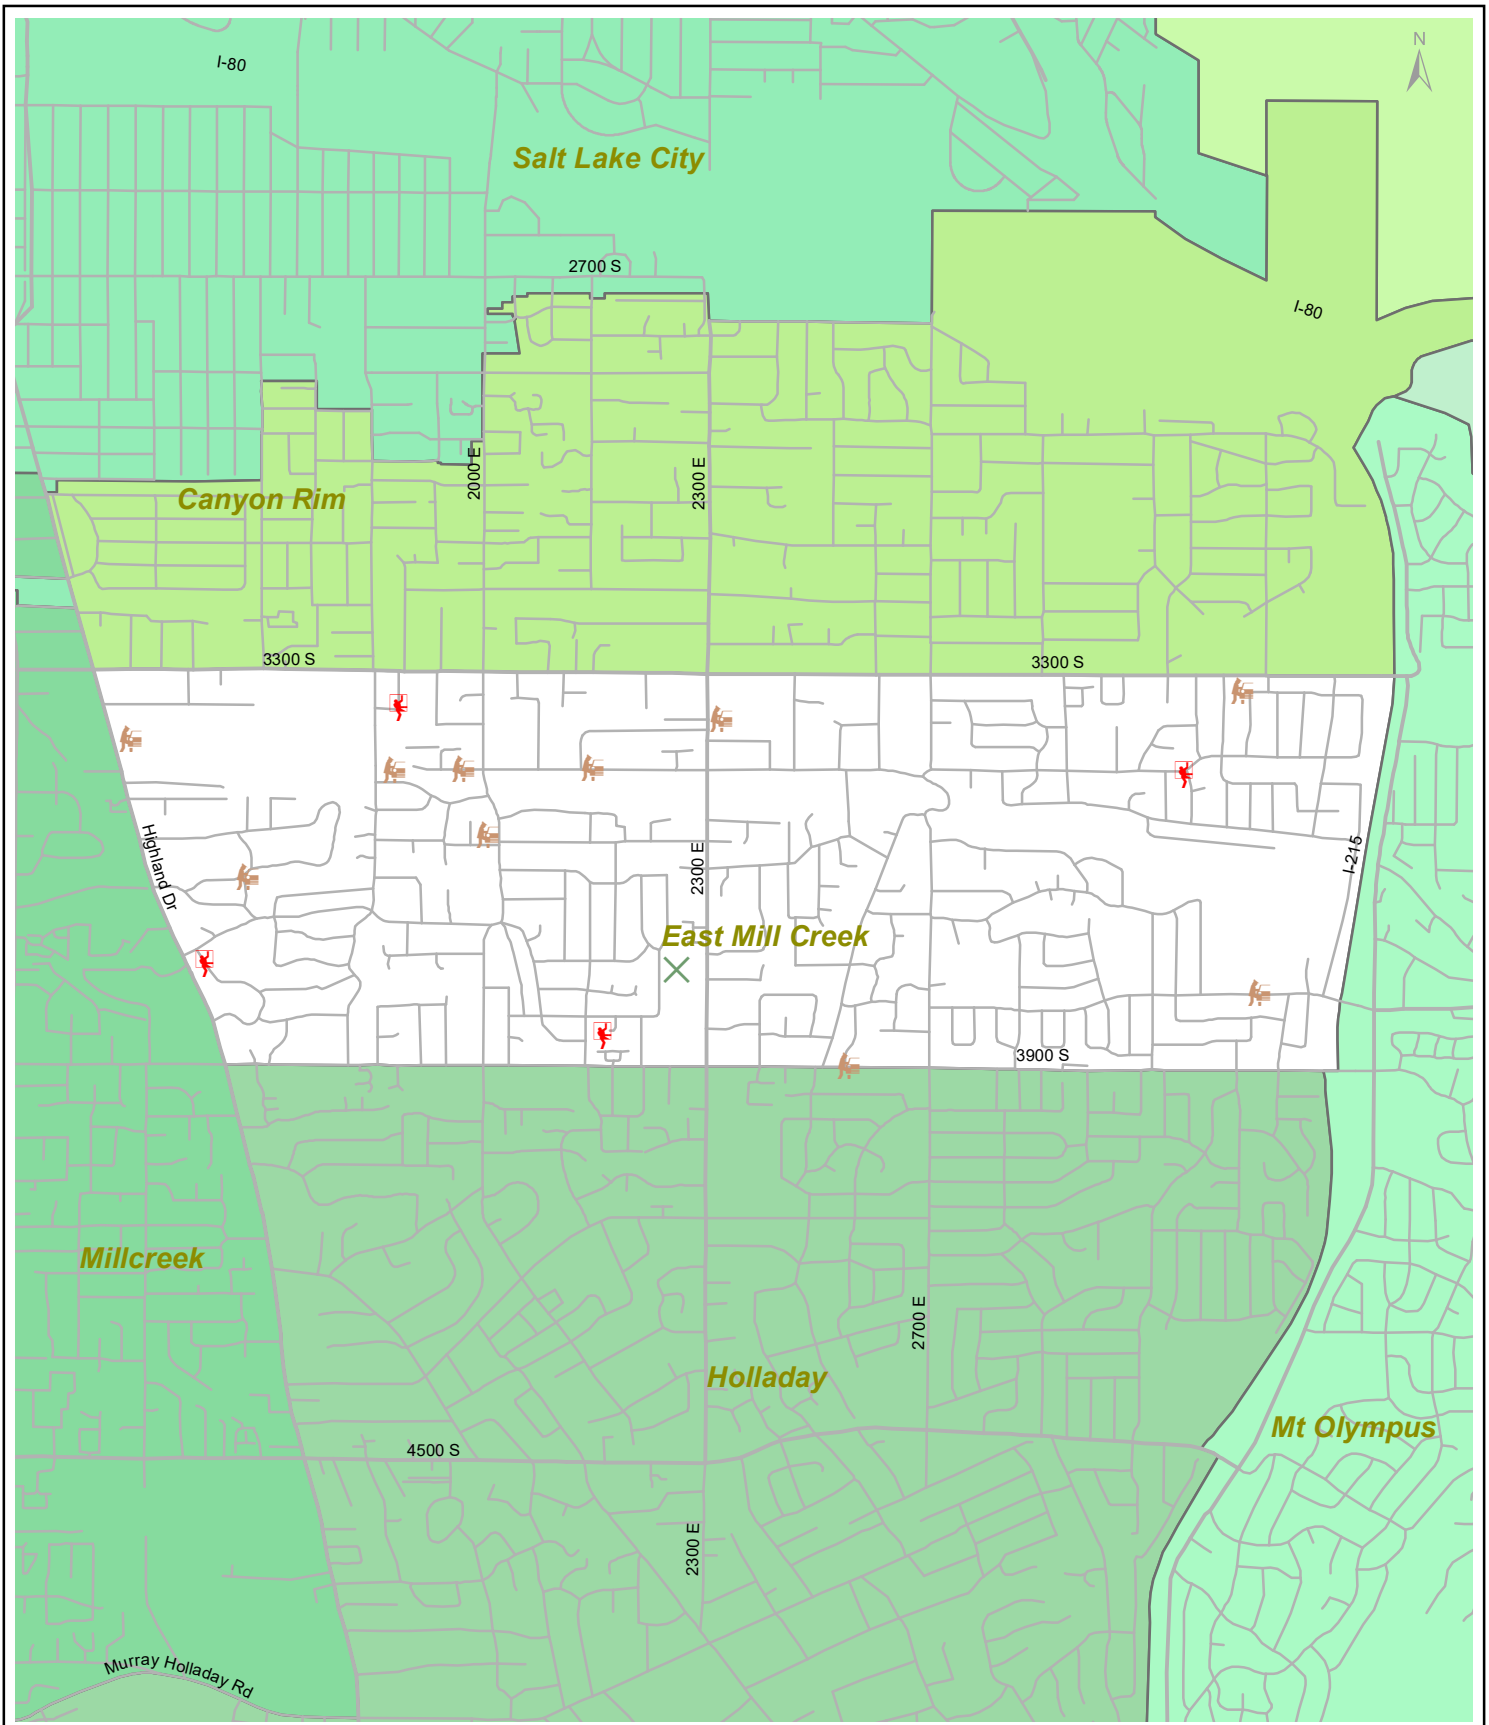 N
I-80
Salt Lake City
2700 S
I-80
2000 E
2300 E
Canyon Rim
3300 S
3300 S
Highland Dr
2300 E
I-215
East Mill Creek
3900 S
Millcreek
2700 E
Holladay
Mt Olympus
4500 S
2300 E
Murray Holladay Rd